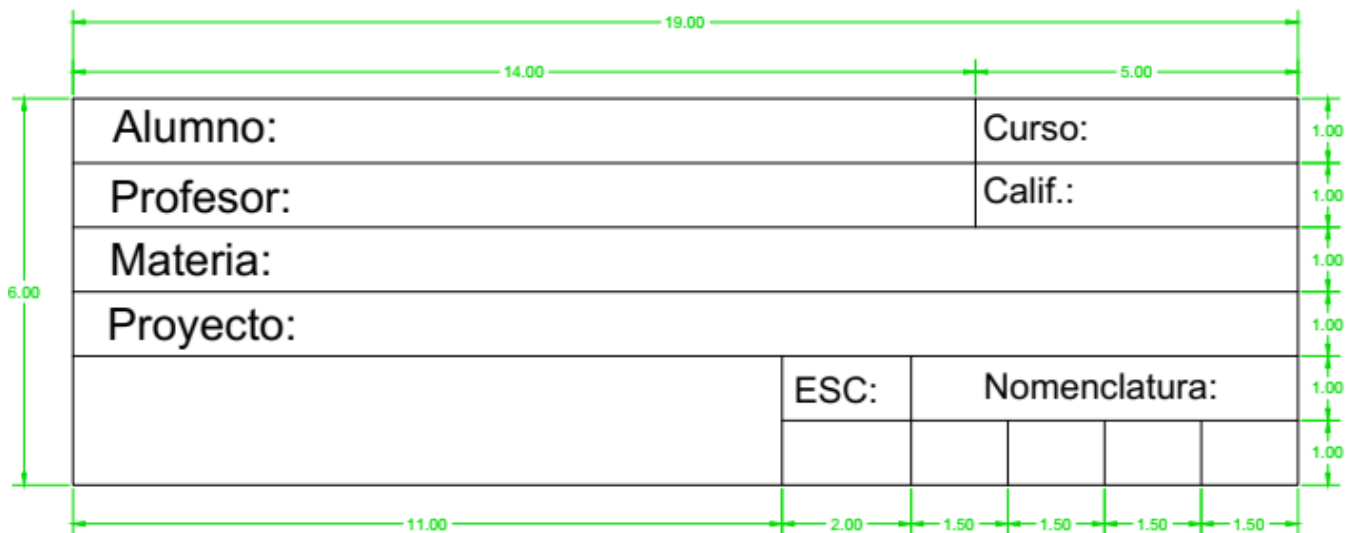 19.00
14.00 5.00
Alumno: Curso: 1.00
Profesor: Calif.: 1.00
Materia: 1.00
6.00
Proyecto: 1.00
ESC: Nomenclatura: 1.00
1.00
11.00 2.00 1.50 1.50 1.50 1.50